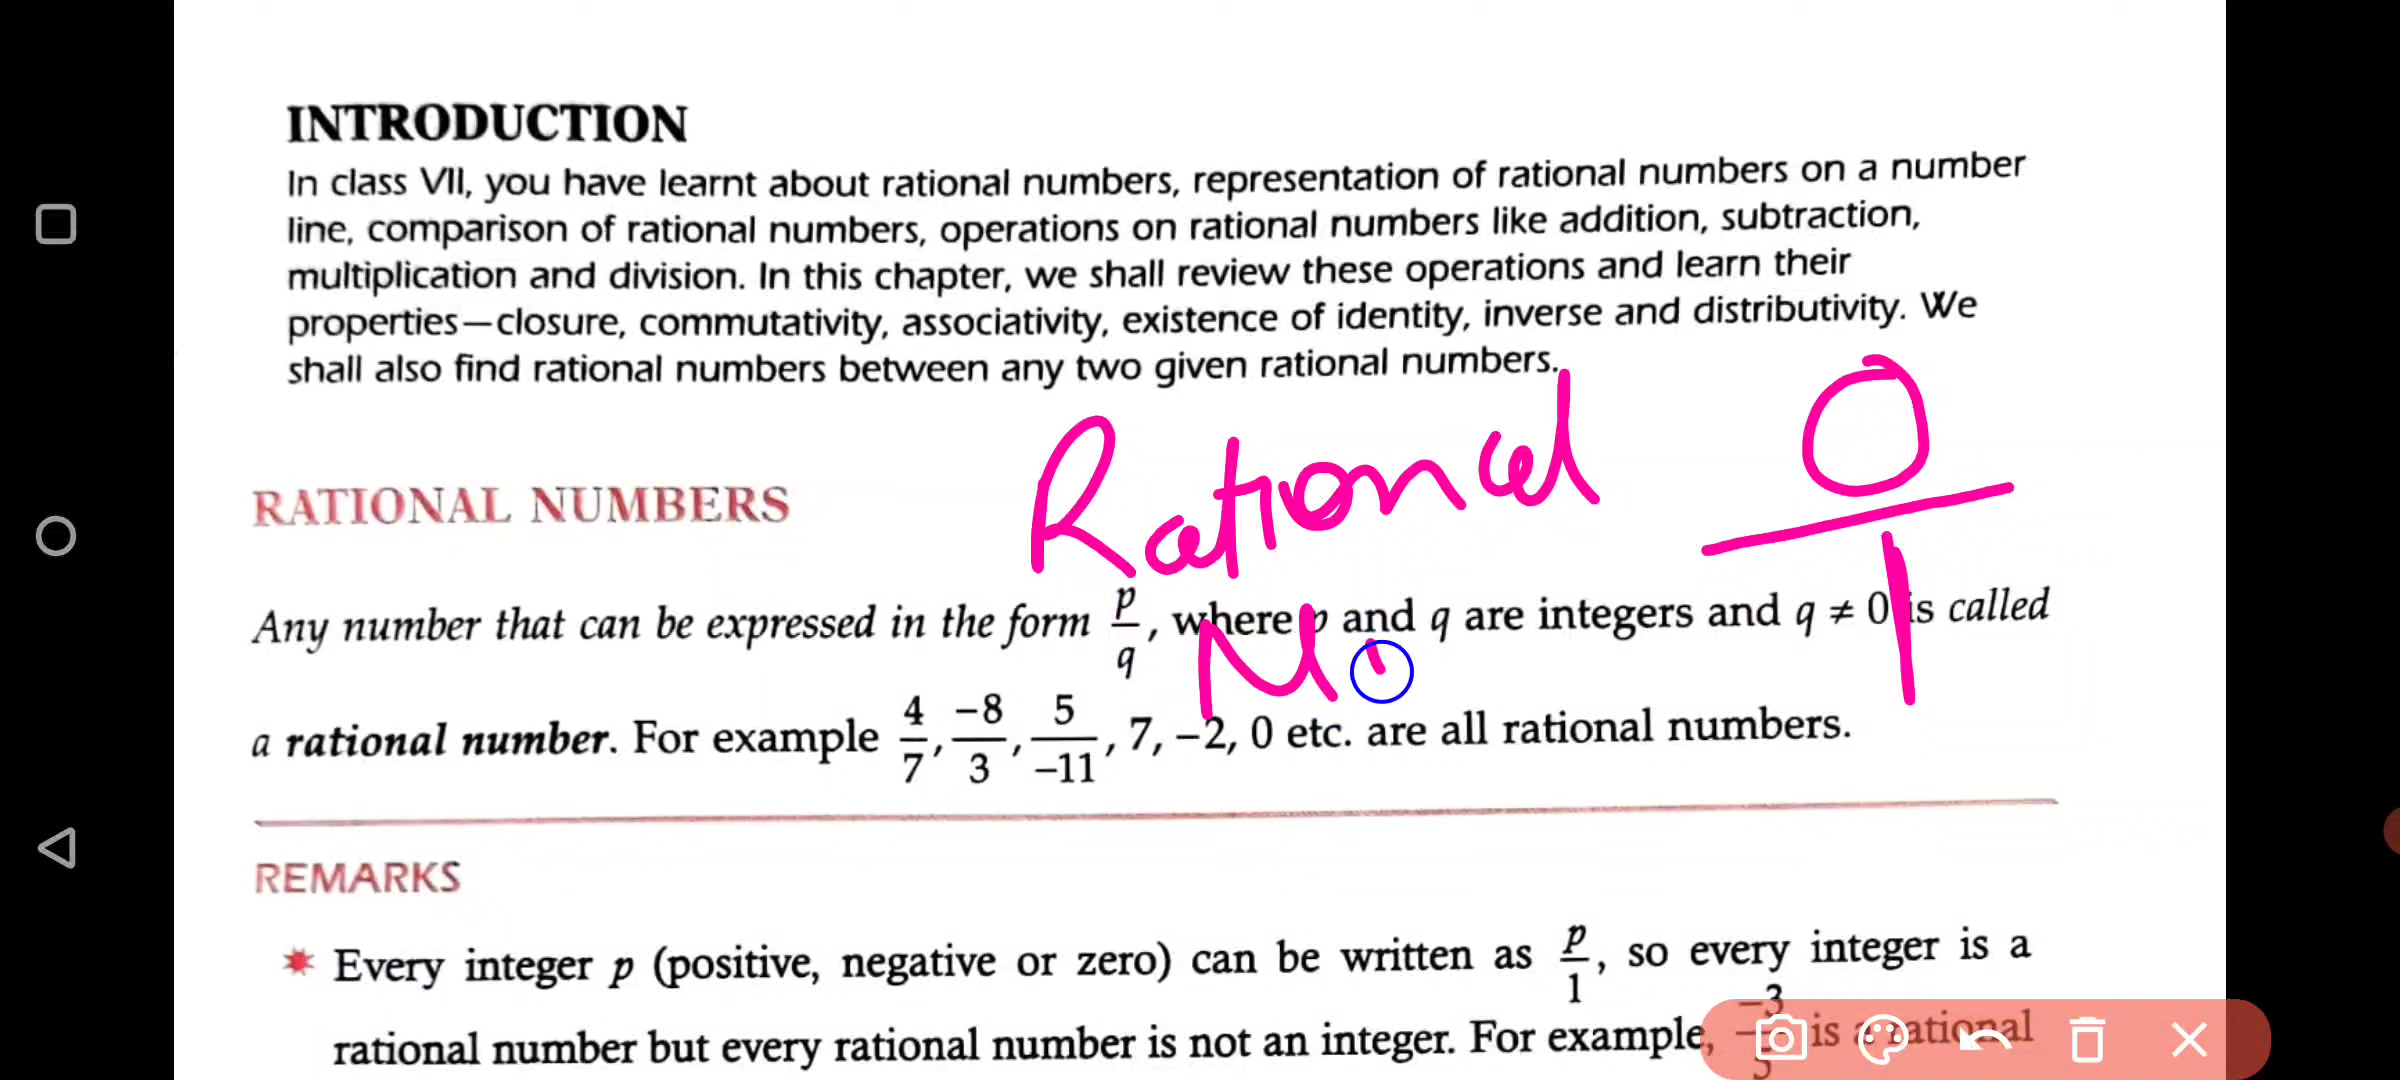 INTRODUCTION
In class VII, you have learnt about rational numbers, representation of rational numbers on a number
line, comparison of rational numbers, operations on rational numbers like addition, subtraction,
multiplication and division. In this chapter, we shall review these operations and learn their
properties—closure, commutativity, associativity, existence of identity, inverse and distributivity. We
shall also find rational numbers between any two given rational numbers.
Rational
0/1
RATIONAL NUMBERS
Any number that can be expressed in the form p/q, where p and q are integers and q ≠ 0 is called
No
a rational number. For example 4/7, -8/3, 5/-11, 7, -2, 0 etc. are all rational numbers.
REMARKS
* Every integer p (positive, negative or zero) can be written as p/1, so every integer is a
rational number but every rational number is not an integer. For example, -3/5 is a rational